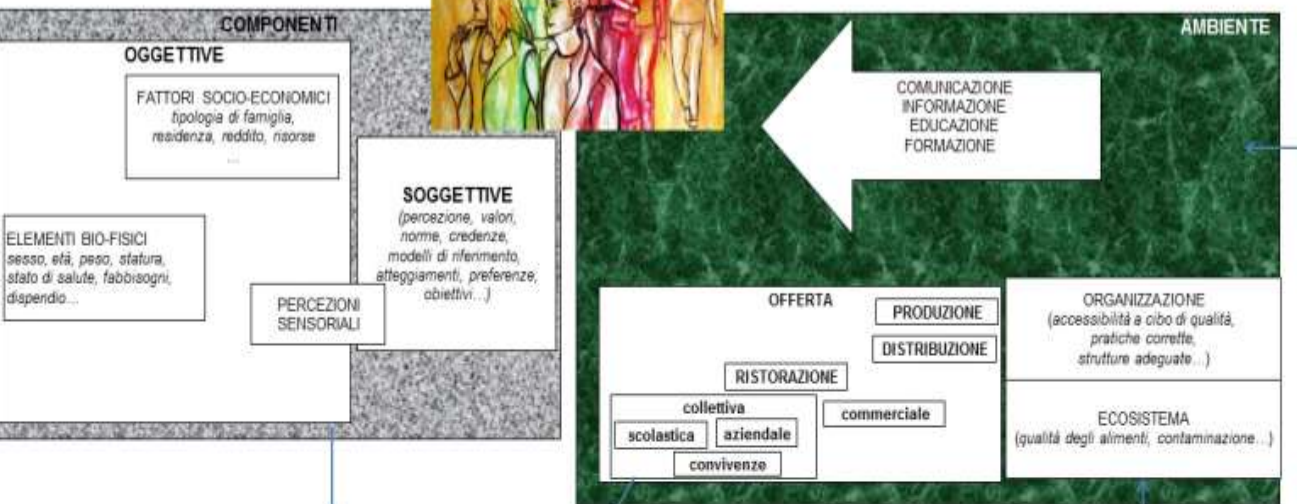 COMPONENTI
OGGETTIVE
FATTORI SOCIO-ECONOMICI
tipologia di famiglia,
residenza, reddito, risorse
...
ELEMENTI BIO-FISICI
sesso, età, peso, statura,
stato di salute, fabbisogni,
dispendio...
PERCEZIONI
SENSORIALI
SOGGETTIVE
(percezione, valori,
norme, credenze,
modelli di riferimento,
atteggiamenti, preferenze,
obiettivi...)
AMBIENTE
COMUNICAZIONE
INFORMAZIONE
EDUCAZIONE
FORMAZIONE
OFFERTA
PRODUZIONE
DISTRIBUZIONE
RISTORAZIONE
collettiva
scolastica
aziendale
convivenze
commerciale
ORGANIZZAZIONE
(accessibilità a cibo di qualità,
pratiche corrette,
strutture adeguate...)
ECOSISTEMA
(qualità degli alimenti, contaminazione...)